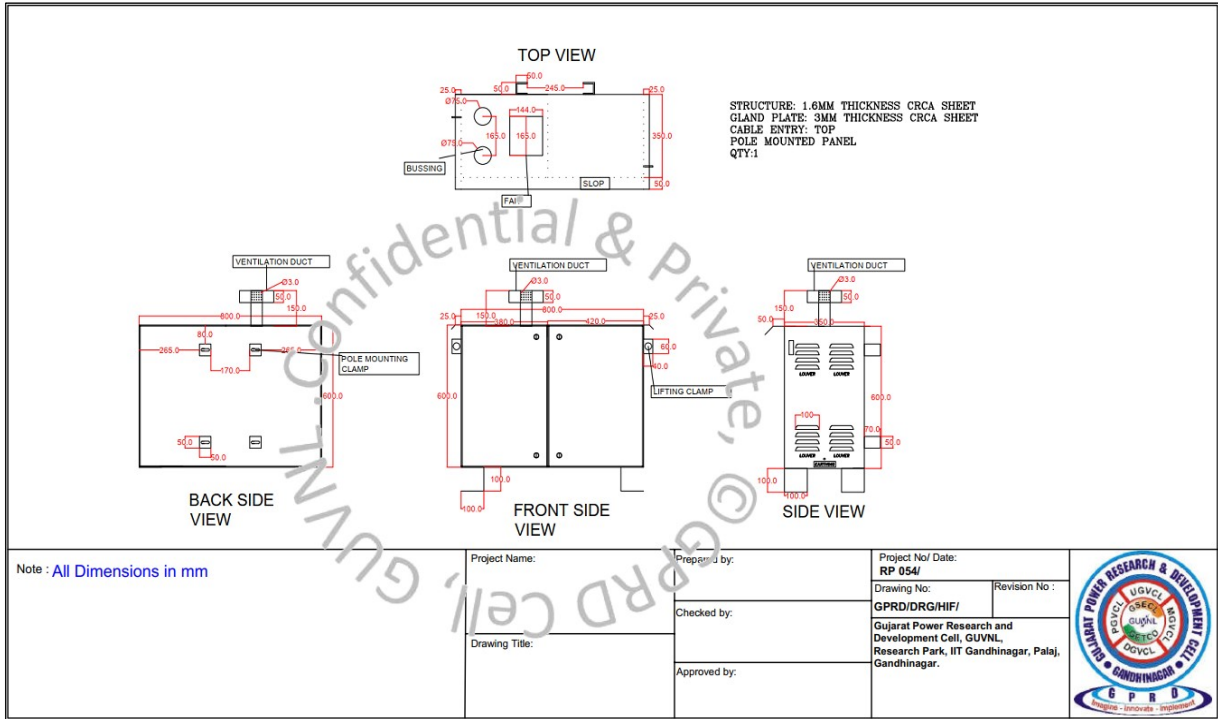 TOP VIEW
60.0
25.0
50.0
245.0
25.0
Ø75.0
144.0
165.0
165.0
350.0
Ø75.0
BUSSING
SLOP
50.0
FAN
STRUCTURE: 1.6MM THICKNESS CRCA SHEET
GLAND PLATE: 3MM THICKNESS CRCA SHEET
CABLE ENTRY: TOP
POLE MOUNTED PANEL
QTY:1
VENTILATION DUCT
Ø3.0
50.0
150.0
800.0
80.0
265.0
265.0
170.0
POLE MOUNTING
CLAMP
600.0
50.0
50.0
BACK SIDE
VIEW
VENTILATION DUCT
Ø3.0
50.0
150.0
800.0
25.0
25.0
380.0
420.0
60.0
40.0
LIFTING CLAMP
600.0
100.0
100.0
FRONT SIDE
VIEW
VENTILATION DUCT
Ø3.0
150.0
50.0
50.0
350.0
LOUVER LOUVER
600.0
100
70.0
50.0
LOUVER LOUVER
EARTHING
100.0
100.0
SIDE VIEW
Confidential & Private, © GPRD Cell, GUVNL
Note : All Dimensions in mm
Project Name:
Drawing Title:
Prepared by:
Checked by:
Approved by:
Project No/ Date:
RP 054/
Drawing No:
Revision No :
GPRD/DRG/HIF/
Gujarat Power Research and
Development Cell, GUVNL,
Research Park, IIT Gandhinagar, Palaj,
Gandhinagar.
GUJARAT POWER RESEARCH & DEVELOPMENT CELL
GANDHINAGAR
UGVCL
MGVCL
DGVCL
PGVCL
GSECL
GUVNL
GETCO
G P R D
Imagine - Innovate - Implement